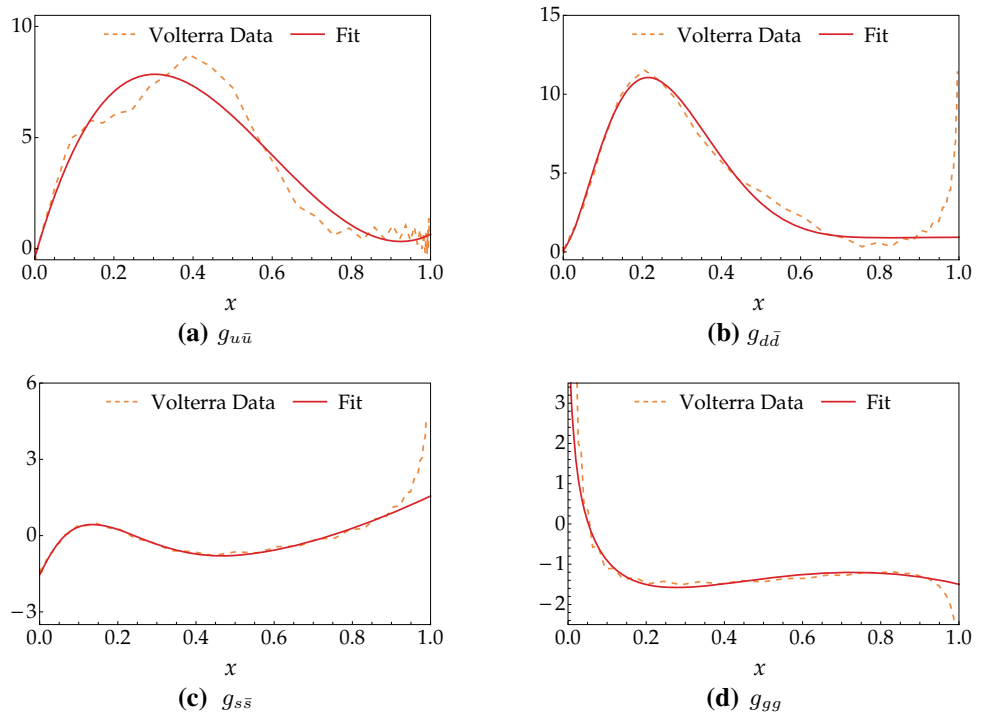 10
5
0
Volterra Data
Fit
0.0 0.2 0.4 0.6 0.8 1.0
x
(a) $g_{u\bar{u}}$
15
10
5
0
Volterra Data
Fit
0.0 0.2 0.4 0.6 0.8 1.0
x
(b) $g_{d\bar{d}}$
6
3
0
−3
Volterra Data
Fit
0.0 0.2 0.4 0.6 0.8 1.0
x
(c) $g_{s\bar{s}}$
3
2
1
0
−1
−2
Volterra Data
Fit
0.0 0.2 0.4 0.6 0.8 1.0
x
(d) $g_{gg}$